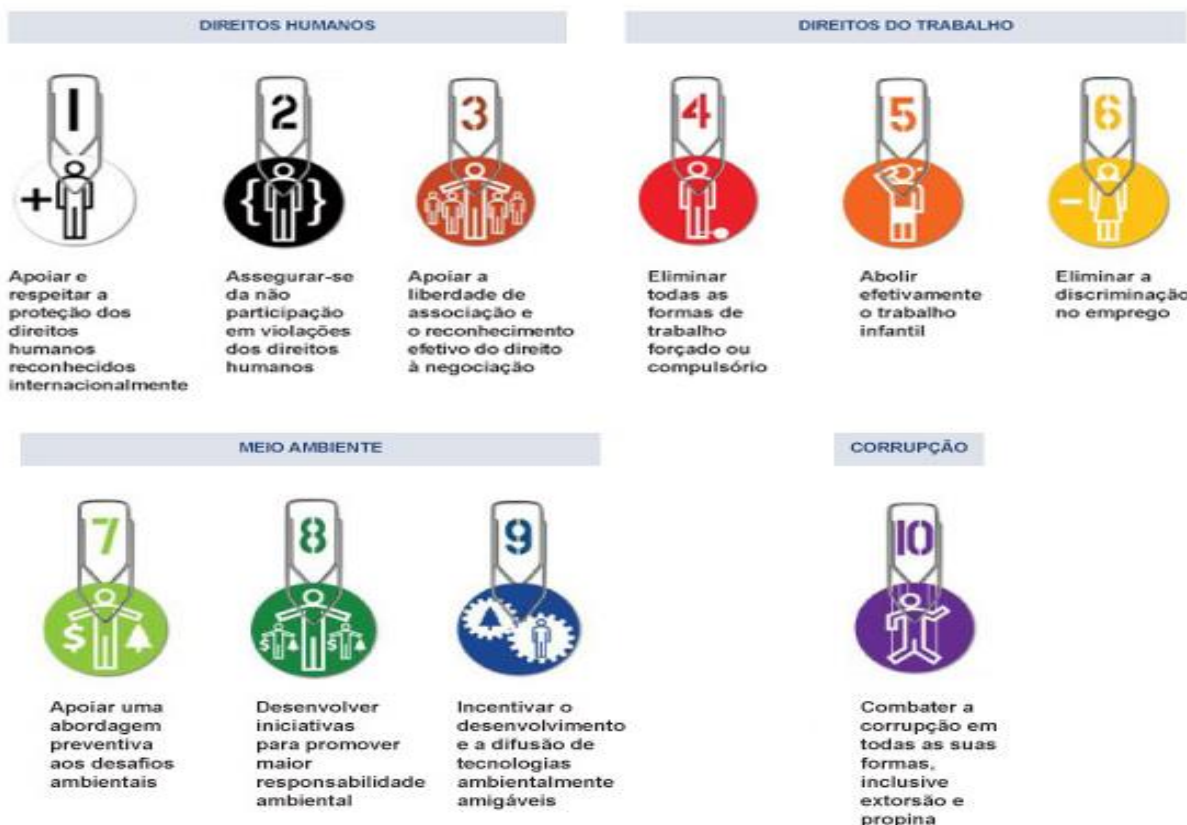 DIREITOS HUMANOS
DIREITOS DO TRABALHO
1
2
3
4
5
6
Apoiar e
respeitar a
proteção dos
direitos
humanos
reconhecidos
internacionalmente
Assegurar-se
da não
participação
em violações
dos direitos
humanos
Apoiar a
liberdade de
associação e
o reconhecimento
efetivo do direito
à negociação
Eliminar
todas as
formas de
trabalho
forçado ou
compulsório
Abolir
efetivamente
o trabalho
infantil
Eliminar a
discriminação
no emprego
MEIO AMBIENTE
CORRUPÇÃO
7
8
9
10
$
$ $
Apoiar uma
abordagem
preventiva
aos desafios
ambientais
Desenvolver
iniciativas
para promover
maior
responsabilidade
ambiental
Incentivar o
desenvolvimento
e a difusão de
tecnologias
ambientalmente
amigáveis
Combater a
corrupção em
todas as suas
formas,
inclusive
extorsão e
propina